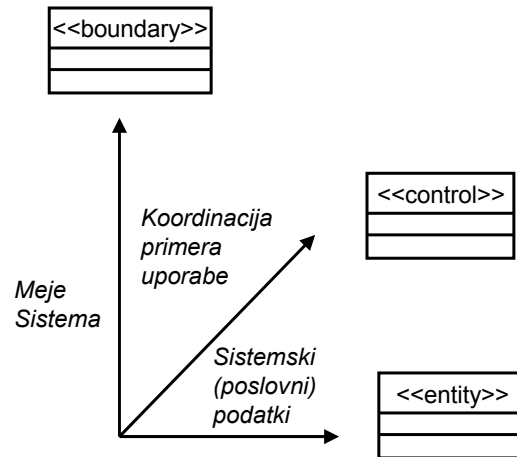 <<boundary>>
<<control>>
Koordinacija
primera
uporabe
Meje
Sistema
Sistemski
(poslovni)
podatki
<<entity>>